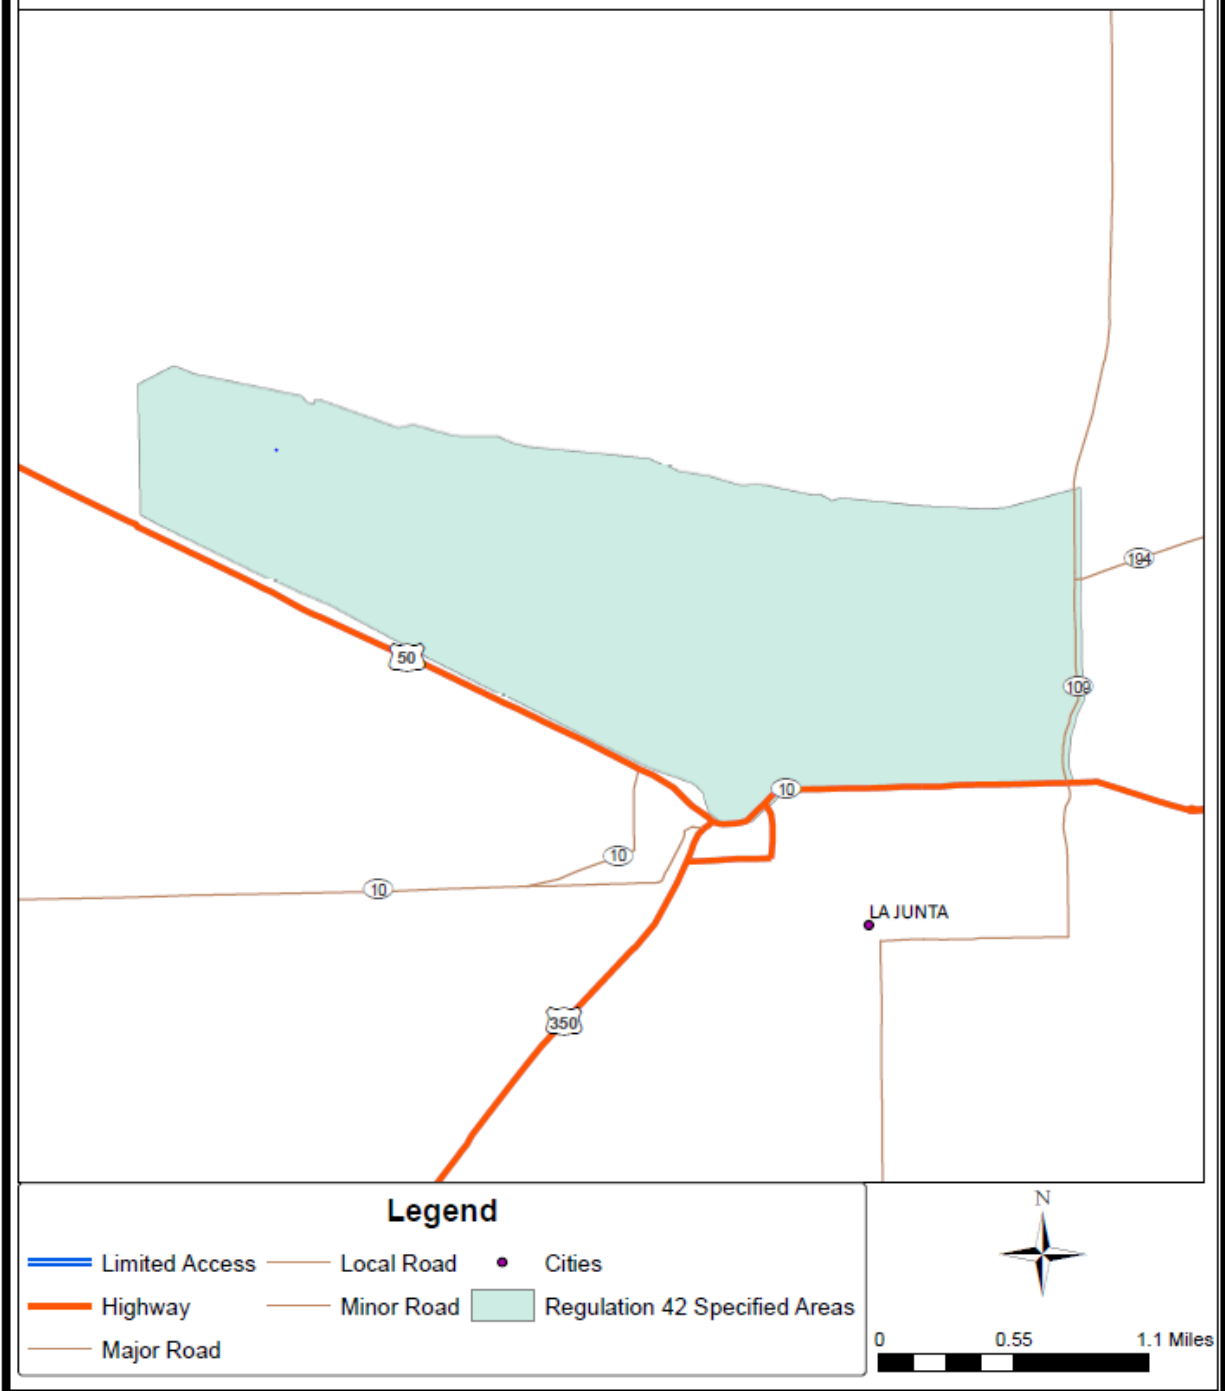 194
109
50
10
10
10
LA JUNTA
350
Legend
Limited Access
Local Road
Cities
Highway
Minor Road
Regulation 42 Specified Areas
Major Road
N
0 0.55 1.1 Miles